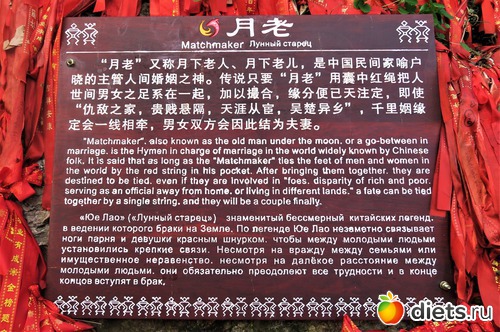 月老
Matchmaker Лунный старец
“月老”又称月下老人、月下老儿，是中国民间家喻户
晓的主管人间婚姻之神。传说只要“月老”用囊中红绳把人
世间男女之足系在一起，加以撮合，缘分便已天注定，即使
“仇敌之家，贵贱悬隔，天涯从宦，吴楚异乡”，千里姻缘
定会一线相牵，男女双方会因此结为夫妻。
"Matchmaker", also known as the old man under the moon, or a go-between in
marriage, is the Hymen in charge of marriage in the world widely known by Chinese
folk. It is said that as long as the "Matchmaker" ties the feet of men and women in
the world by the rod string in his pocket. After bringing them together, they are
destined to be tied, even if they are involved in "foes, disparity of rich and poor,
serving as an official away from home, or living in different lands." a fate can be tied
together by a single string, and they will be a couple finally.
«Юе Лао» («Лунный старец») знаменитый бессмерный китайских легенд,
в ведении которого браки на Земле. По легенде Юе Лао незаметно связывает
ноги парня и девушки красным шнурком, чтобы между молодыми людьми
установились крепкие связи. Несмотря на вражду между семьями или
имущественное неравенство, несмотря на далёкое расстояние между
молодыми людьми, они обязательно преодолеют все трудности и в конце
концов вступят в брак.
diets.ru